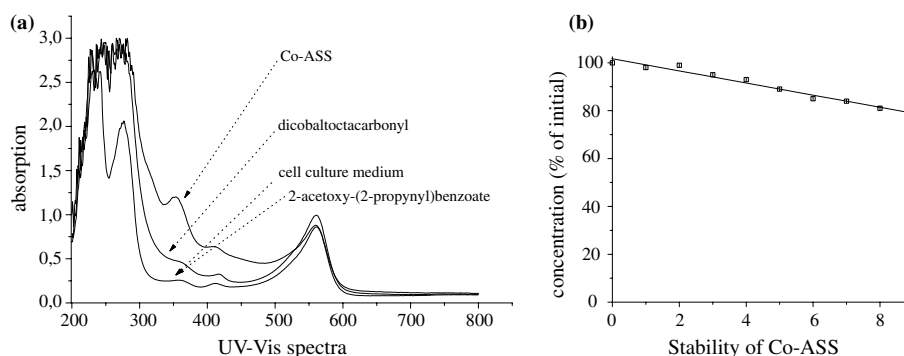 (a)
3,0
2,5
2,0
1,5
1,0
0,5
0,0
absorption
Co-ASS
dicobaltoctacarbonyl
cell culture medium
2-acetoxy-(2-propynyl)benzoate
200 300 400 500 600 700 800
UV-Vis spectra
(b)
100
80
60
40
20
0
concentration (% of initial)
0 2 4 6 8
Stability of Co-ASS